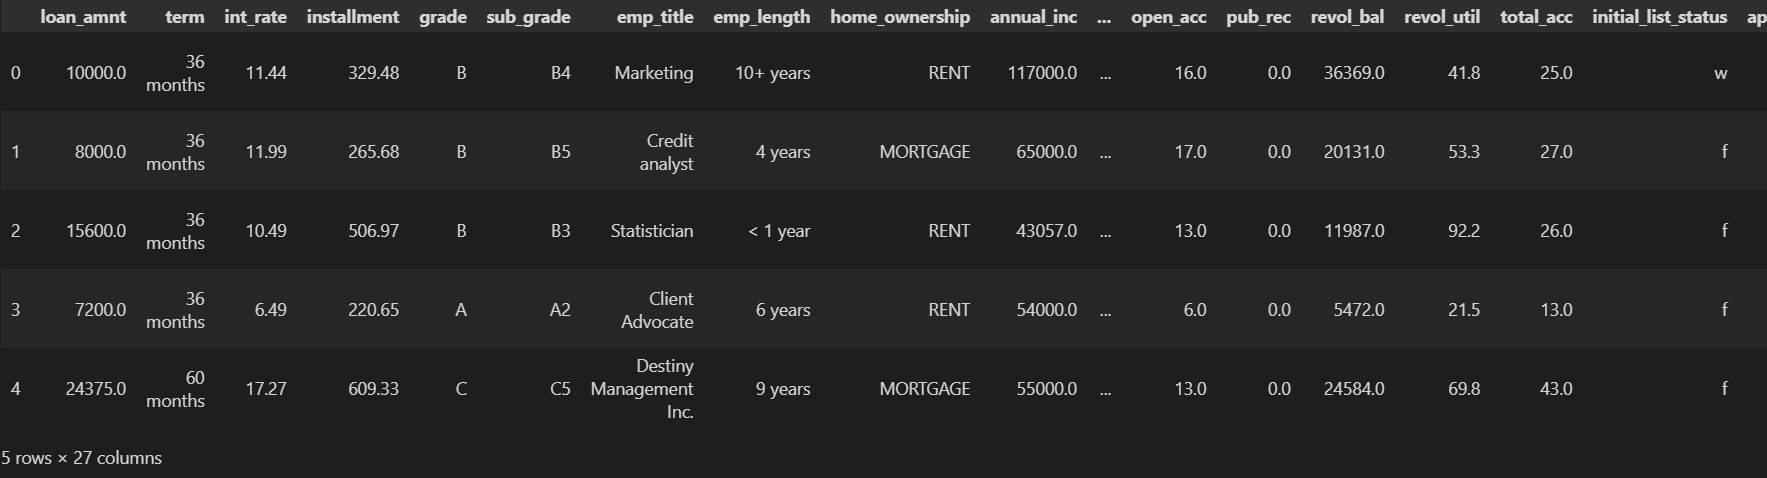 loan_amnt term int_rate installment grade sub_grade emp_title emp_length home_ownership annual_inc ... open_acc pub_rec revol_bal revol_util total_acc initial_list_status ap
0 10000.0 36 months 11.44 329.48 B B4 Marketing 10+ years RENT 117000.0 ... 16.0 0.0 36369.0 41.8 25.0 w
1 8000.0 36 months 11.99 265.68 B B5 Credit analyst 4 years MORTGAGE 65000.0 ... 17.0 0.0 20131.0 53.3 27.0 f
2 15600.0 36 months 10.49 506.97 B B3 Statistician < 1 year RENT 43057.0 ... 13.0 0.0 11987.0 92.2 26.0 f
3 7200.0 36 months 6.49 220.65 A A2 Client Advocate 6 years RENT 54000.0 ... 6.0 0.0 5472.0 21.5 13.0 f
4 24375.0 60 months 17.27 609.33 C C5 Destiny Management Inc. 9 years MORTGAGE 55000.0 ... 13.0 0.0 24584.0 69.8 43.0 f
5 rows × 27 columns